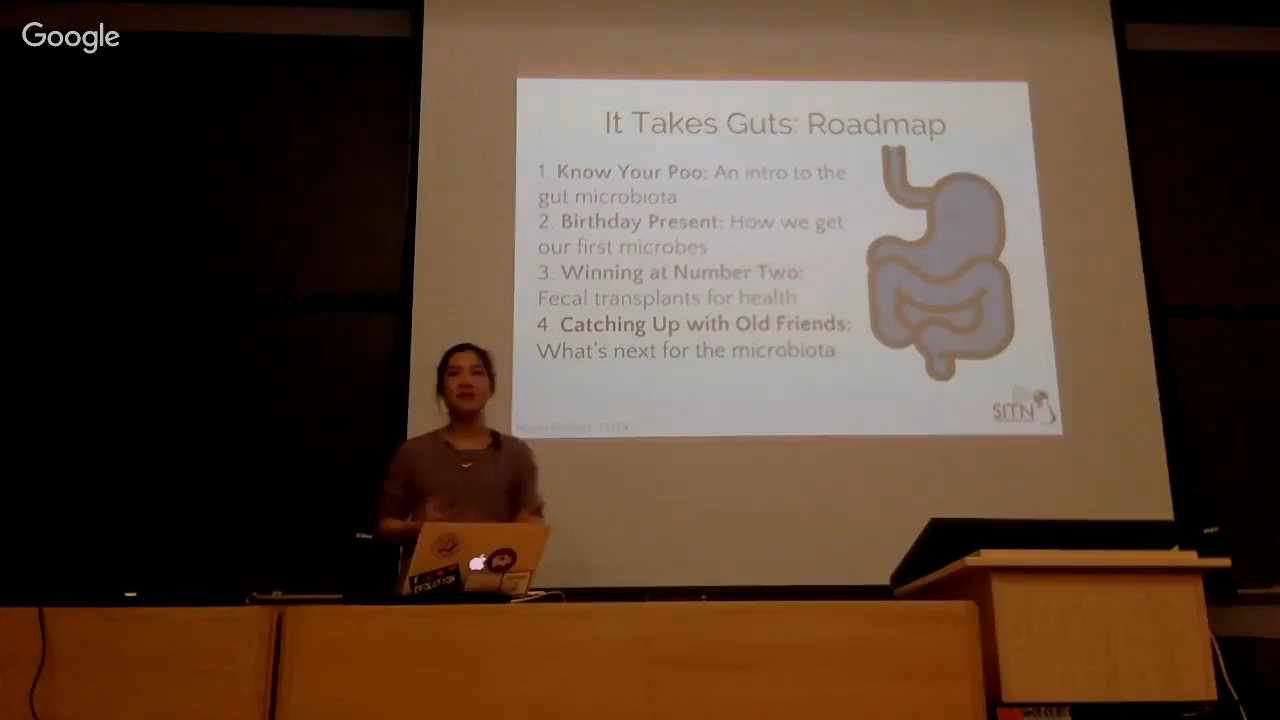 Google
It Takes Guts: Roadmap
1. Know Your Poo: An intro to the
gut microbiota
2. Birthday Present: How we get
our first microbes
3. Winning at Number Two:
Fecal transplants for health
4. Catching Up with Old Friends:
What's next for the microbiota
SITN
EVOLUTION